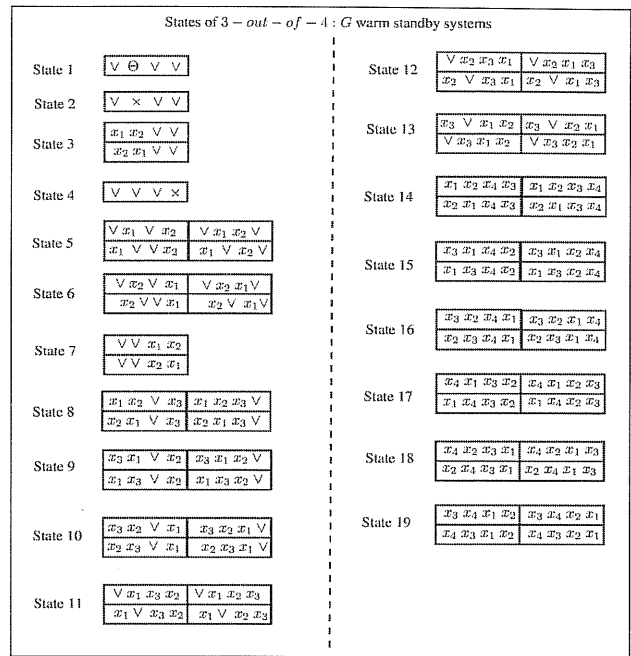 States of 3 − out − of − 4 : G warm standby systems
State 1
∨ Θ ∨ ∨
State 2
∨ × ∨ ∨
State 3
x₁ x₂ ∨ ∨
x₂ x₁ ∨ ∨
State 4
∨ ∨ ∨ ×
State 5
∨ x₁ ∨ x₂ ∨ x₁ x₂ ∨
x₁ ∨ ∨ x₂ x₁ ∨ x₂ ∨
State 6
∨ x₂ ∨ x₁ ∨ x₂ x₁ ∨
x₂ ∨ ∨ x₁ x₂ ∨ x₁ ∨
State 7
∨ ∨ x₁ x₂
∨ ∨ x₂ x₁
State 8
x₁ x₂ ∨ x₃ x₁ x₂ x₃ ∨
x₂ x₁ ∨ x₃ x₂ x₁ x₃ ∨
State 9
x₃ x₁ ∨ x₂ x₃ x₁ x₂ ∨
x₁ x₃ ∨ x₂ x₁ x₃ x₂ ∨
State 10
x₃ x₂ ∨ x₁ x₃ x₂ x₁ ∨
x₂ x₃ ∨ x₁ x₂ x₃ x₁ ∨
State 11
∨ x₁ x₃ x₂ ∨ x₁ x₂ x₃
x₁ ∨ x₃ x₂ x₁ ∨ x₂ x₃
State 12
∨ x₂ x₃ x₁ ∨ x₂ x₁ x₃
x₂ ∨ x₃ x₁ x₂ ∨ x₁ x₃
State 13
x₃ ∨ x₁ x₂ x₃ ∨ x₂ x₁
∨ x₃ x₁ x₂ ∨ x₃ x₂ x₁
State 14
x₁ x₂ x₄ x₃ x₁ x₂ x₃ x₄
x₂ x₁ x₄ x₃ x₂ x₁ x₃ x₄
State 15
x₃ x₁ x₄ x₂ x₃ x₁ x₂ x₄
x₁ x₃ x₄ x₂ x₁ x₃ x₂ x₄
State 16
x₃ x₂ x₄ x₁ x₃ x₂ x₁ x₄
x₂ x₃ x₄ x₁ x₂ x₃ x₁ x₄
State 17
x₄ x₁ x₃ x₂ x₄ x₁ x₂ x₃
x₁ x₄ x₃ x₂ x₁ x₄ x₂ x₃
State 18
x₄ x₂ x₃ x₁ x₄ x₂ x₁ x₃
x₂ x₄ x₃ x₁ x₂ x₄ x₁ x₃
State 19
x₃ x₄ x₁ x₂ x₃ x₄ x₂ x₁
x₄ x₃ x₁ x₂ x₄ x₃ x₂ x₁